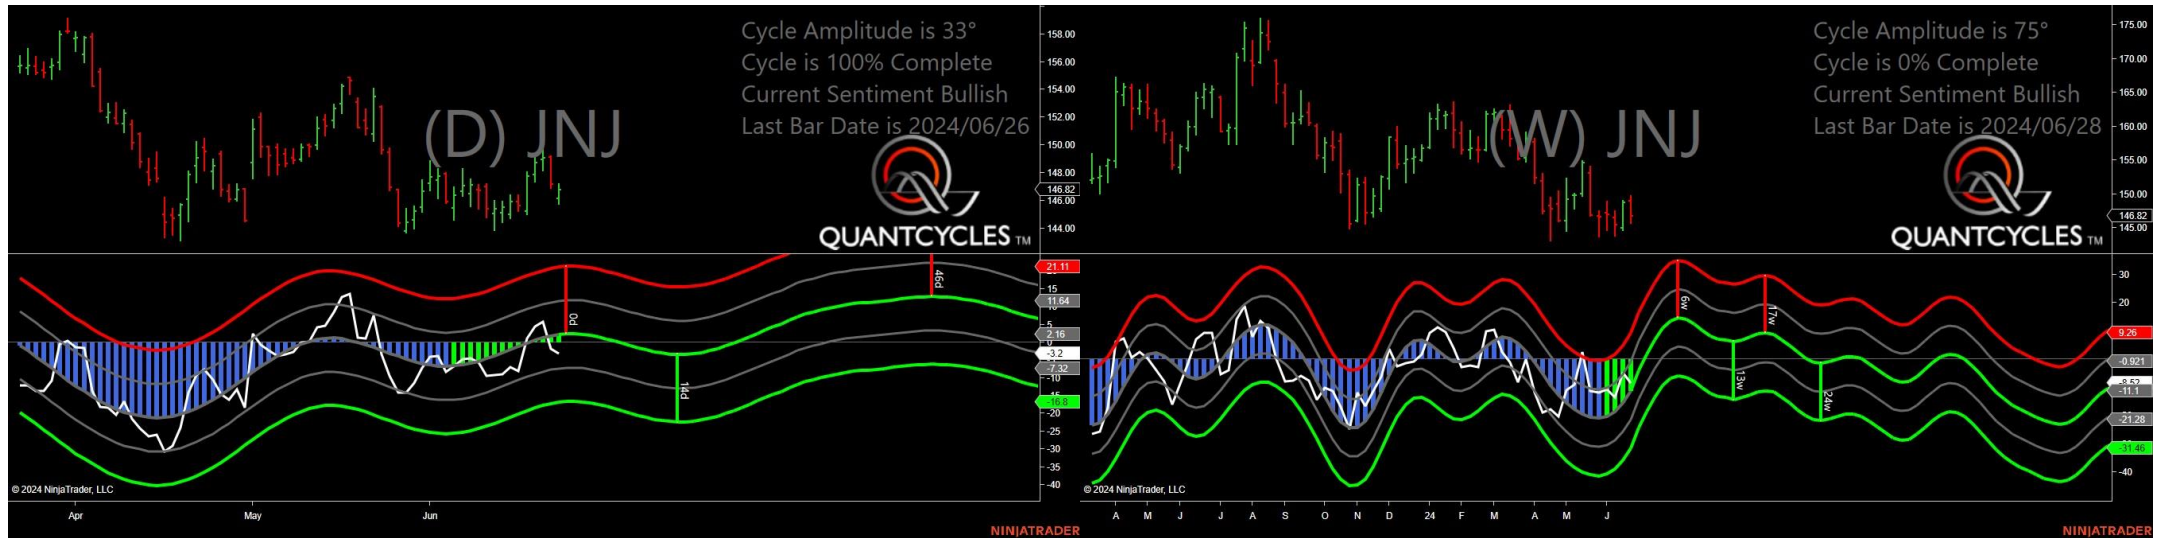 Cycle Amplitude is 33°
Cycle is 100% Complete
Current Sentiment Bullish
Last Bar Date is 2024/06/26
(D) JNJ
QUANTCYCLES TM
158.00
156.00
154.00
152.00
150.00
148.00
146.82
146.00
144.00
21.11
15
11.64
5
2.16
0
-3.2
-7.32
-10
-16.8
-20
-25
-30
-35
-40
0d
14d
46d
© 2024 NinjaTrader, LLC
Apr May Jun
NINJATRADER
Cycle Amplitude is 75°
Cycle is 0% Complete
Current Sentiment Bullish
Last Bar Date is 2024/06/28
(W) JNJ
QUANTCYCLES TM
175.00
170.00
165.00
160.00
155.00
150.00
146.82
145.00
30
20
9.26
-0.921
-8.52
-11.1
-21.28
-31.46
-40
6w
13w
17w
24w
© 2024 NinjaTrader, LLC
A M J J A S O N D 24 F M A M J
NINJATRADER